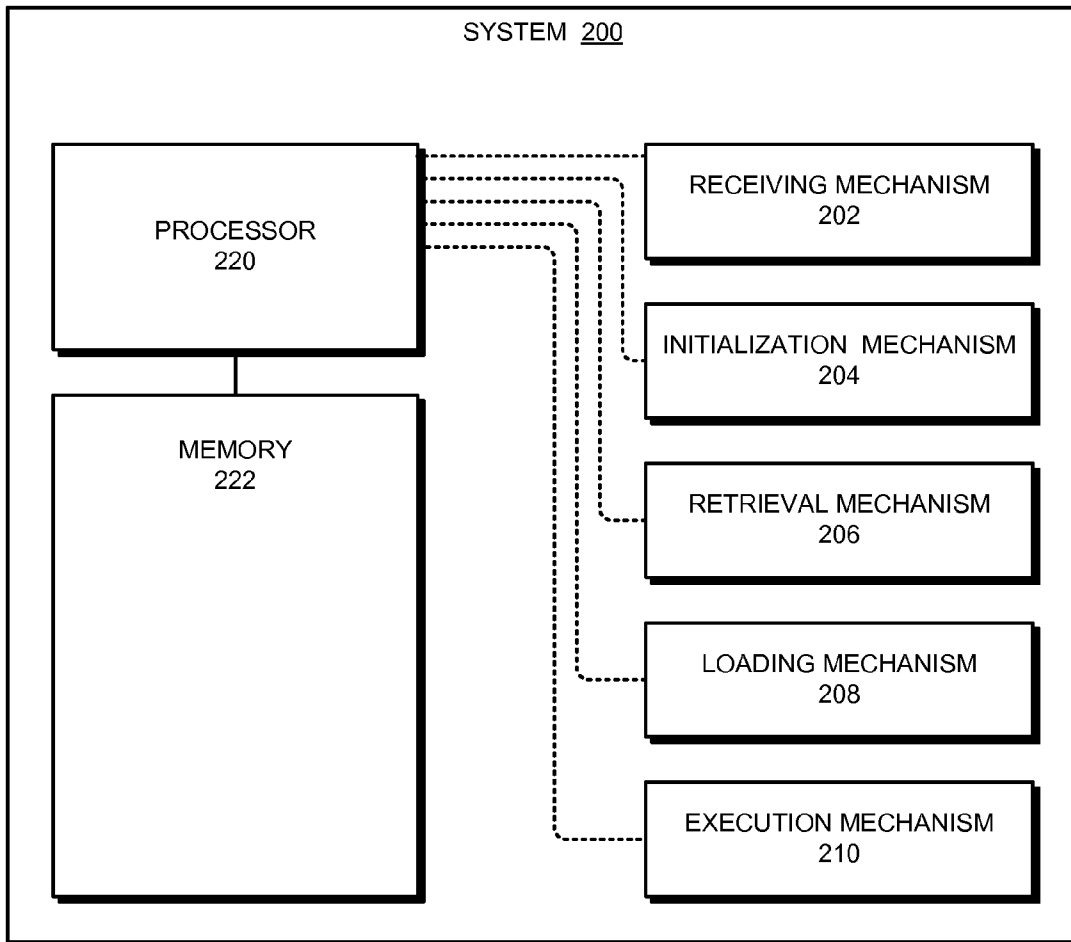 SYSTEM 200
PROCESSOR
220
MEMORY
222
RECEIVING MECHANISM
202
INITIALIZATION MECHANISM
204
RETRIEVAL MECHANISM
206
LOADING MECHANISM
208
EXECUTION MECHANISM
210